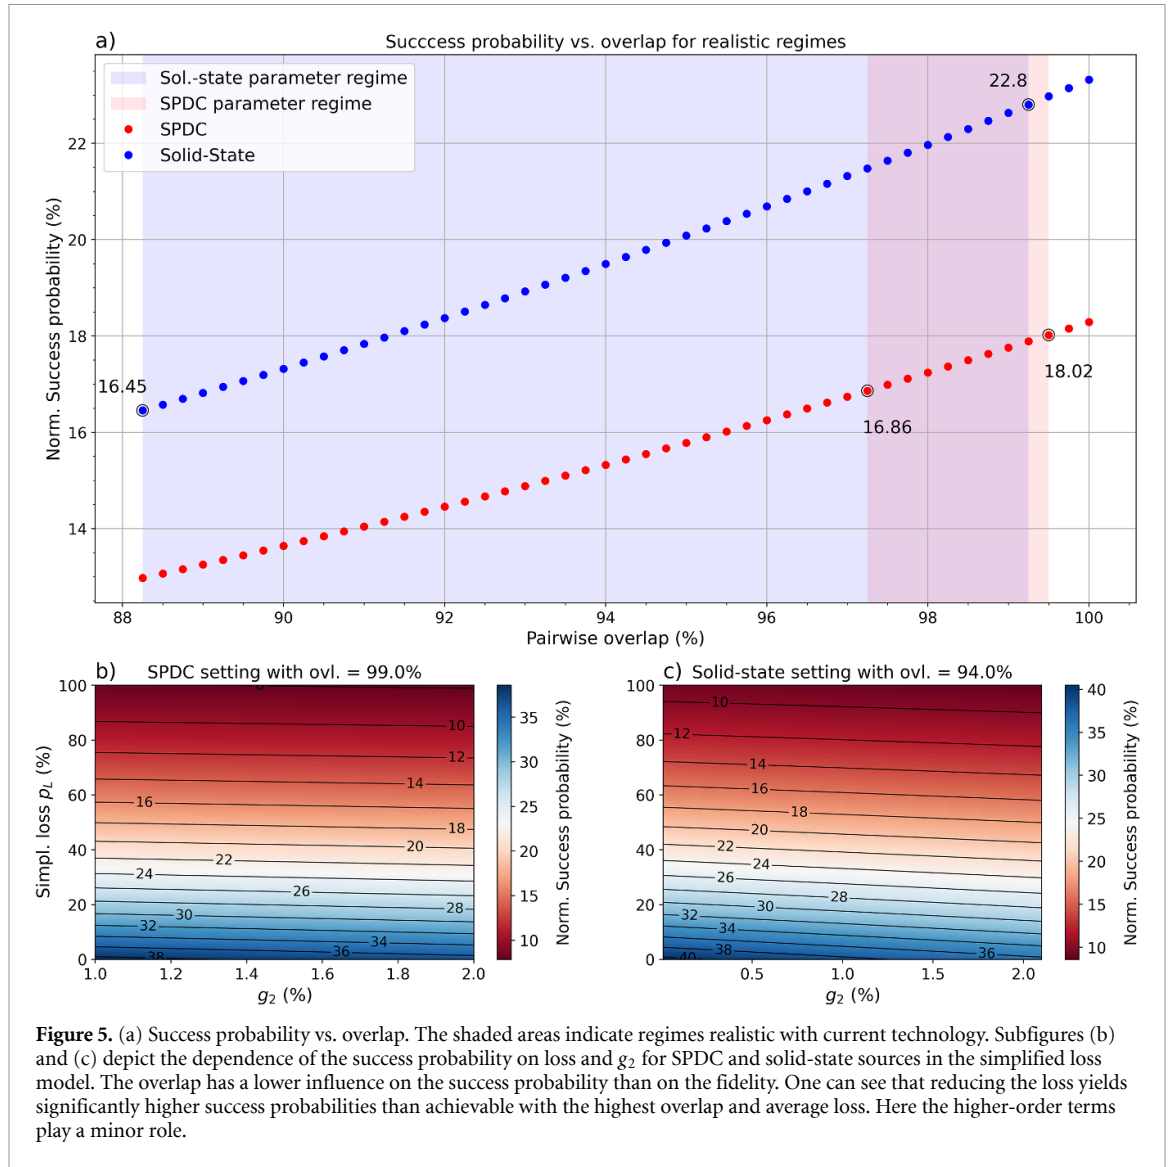 a)
Succcess probability vs. overlap for realistic regimes
Sol.-state parameter regime
SPDC parameter regime
SPDC
Solid-State
22.8
16.45
16.86
18.02
Norm. Success probability (%)
22
20
18
16
14
88 90 92 94 96 98 100
Pairwise overlap (%)
b) SPDC setting with ovl. = 99.0%
Simpl. loss pL (%)
100
80
60
40
20
0
8
10
12
14
16
18
20
22
24
26
28
30
32
34
36
38
1.0 1.2 1.4 1.6 1.8 2.0
g2 (%)
35
30
25
20
15
10
Norm. Success probability (%)
c) Solid-state setting with ovl. = 94.0%
100
80
60
40
20
0
10
12
14
16
18
20
22
24
26
28
30
32
34
36
38
40
0.5 1.0 1.5 2.0
g2 (%)
40
35
30
25
20
15
10
Norm. Success probability (%)
Figure 5. (a) Success probability vs. overlap. The shaded areas indicate regimes realistic with current technology. Subfigures (b)
and (c) depict the dependence of the success probability on loss and g2 for SPDC and solid-state sources in the simplified loss
model. The overlap has a lower influence on the success probability than on the fidelity. One can see that reducing the loss yields
significantly higher success probabilities than achievable with the highest overlap and average loss. Here the higher-order terms
play a minor role.